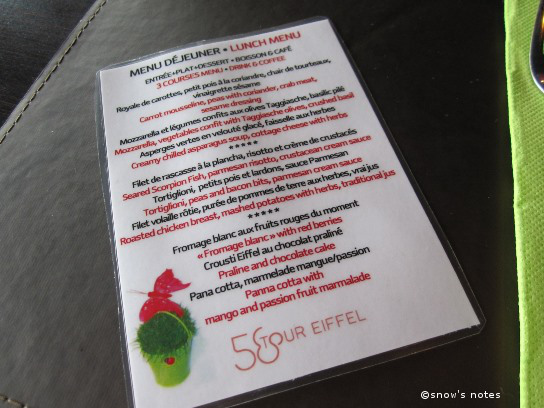 MENU DÉJEUNER • LUNCH MENU
ENTRÉE•PLAT•DESSERT • BOISSON & CAFÉ
3 COURSES MENU • DRINK & COFFEE
Royale de carottes, petit pois à la coriandre, chair de tourteaux,
vinaigrette sésame
Carrot mousseline, peas with coriander, crab meat,
sesame dressing
Mozzarella et légumes confits aux olives Taggiasche, basilic pilé
Mozzarella, vegetables confit with Taggiesche olives, crushed basil
Asperges vertes en velouté glacé, faisselle aux herbes
Creamy chilled asparagus soup, cottage cheese with herbs
*****
Filet de rascasse à la plancha, risotto et crème de crustacés
Seared Scorpion Fish, parmesan risotto, crustacean cream sauce
Tortiglioni, petits pois et lardons, sauce Parmesan
Tortiglioni, peas and bacon bits, parmesan cream sauce
Filet volaille rôtie, purée de pommes de terre aux herbes, vrai jus
Roasted chicken breast, mashed potatoes with herbs, traditional jus
*****
Fromage blanc aux fruits rouges du moment
« Fromage blanc » with red berries
Crousti Eiffel au chocolat praliné
Praline and chocolate cake
Pana cotta, marmelade mangue/passion
Panna cotta with
mango and passion fruit marmalade
58 TOUR EIFFEL
©snow's notes